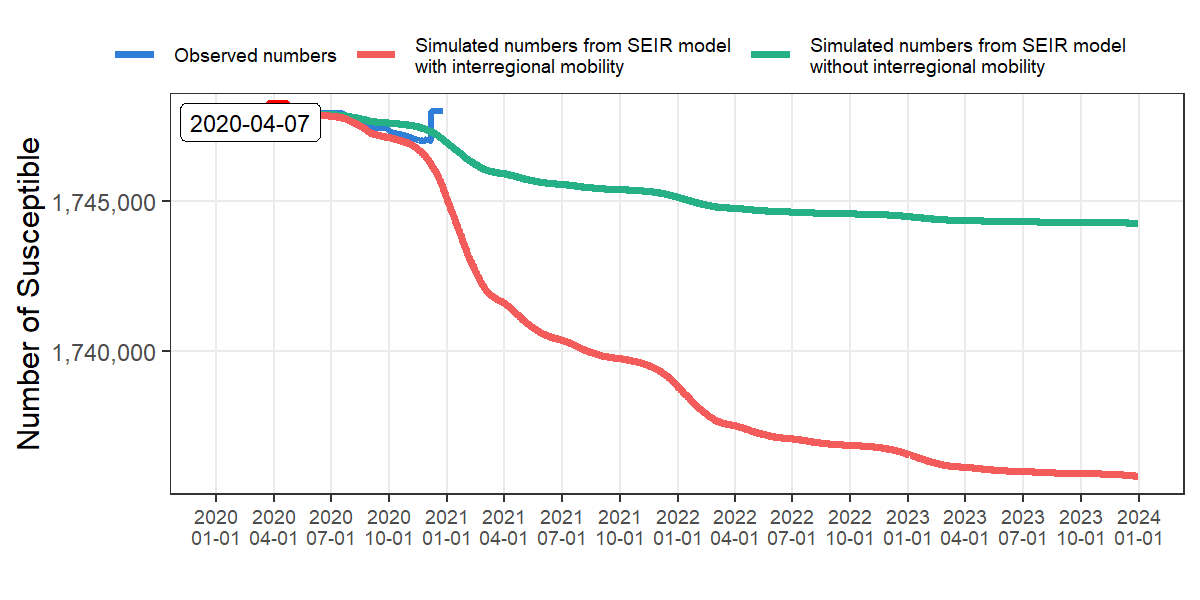 Observed numbers
Simulated numbers from SEIR model
with interregional mobility
Simulated numbers from SEIR model
without interregional mobility
2020-04-07
Number of Susceptible
1,745,000
1,740,000
2020 2020 2020 2020 2021 2021 2021 2021 2022 2022 2022 2022 2023 2023 2023 2023 2024
01-01 04-01 07-01 10-01 01-01 04-01 07-01 10-01 01-01 04-01 07-01 10-01 01-01 04-01 07-01 10-01 01-01